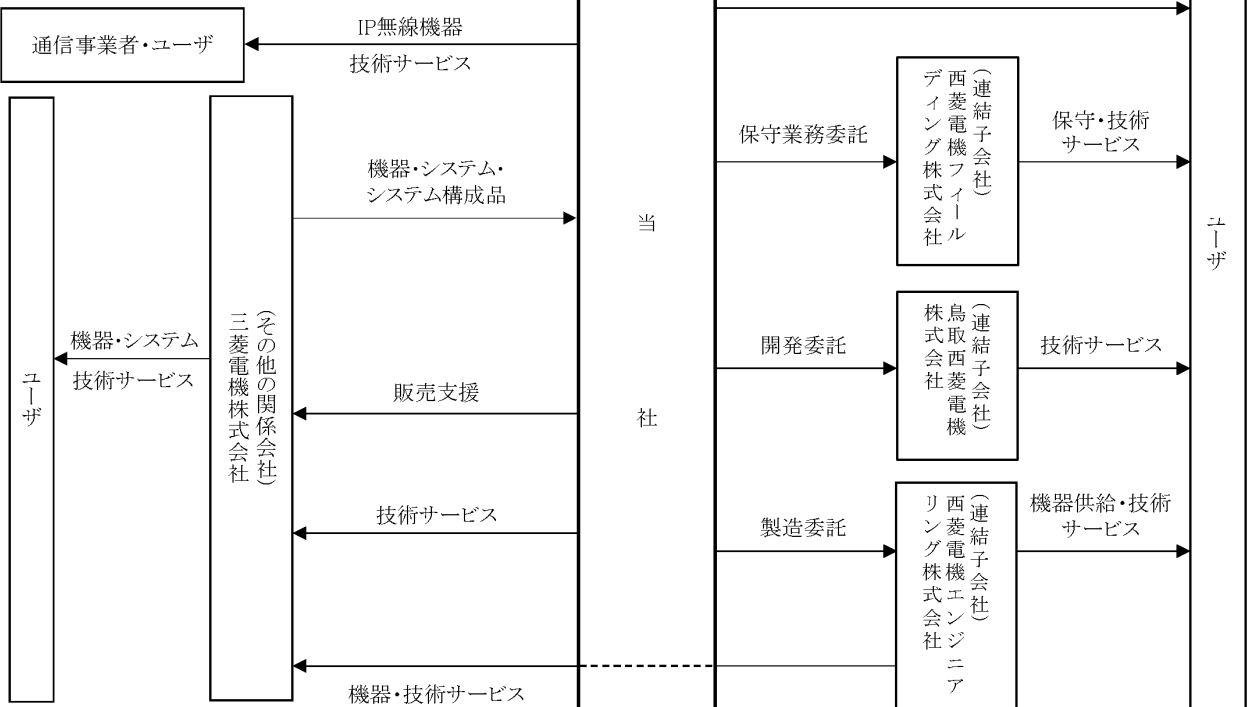 通信事業者・ユーザ
IP無線機器
技術サービス
ユーザ
機器・システム
技術サービス
(その他の関係会社)
三菱電機株式会社
機器・システム・
システム構成品
販売支援
技術サービス
機器・技術サービス
当
社
保守業務委託
(連結子会社)
西菱電機フィール
ディング株式会社
保守・技術
サービス
開発委託
(連結子会社)
鳥取西菱電機
株式会社
技術サービス
製造委託
(連結子会社)
西菱電機エンジニア
リング株式会社
機器供給・技術
サービス
ユーザ